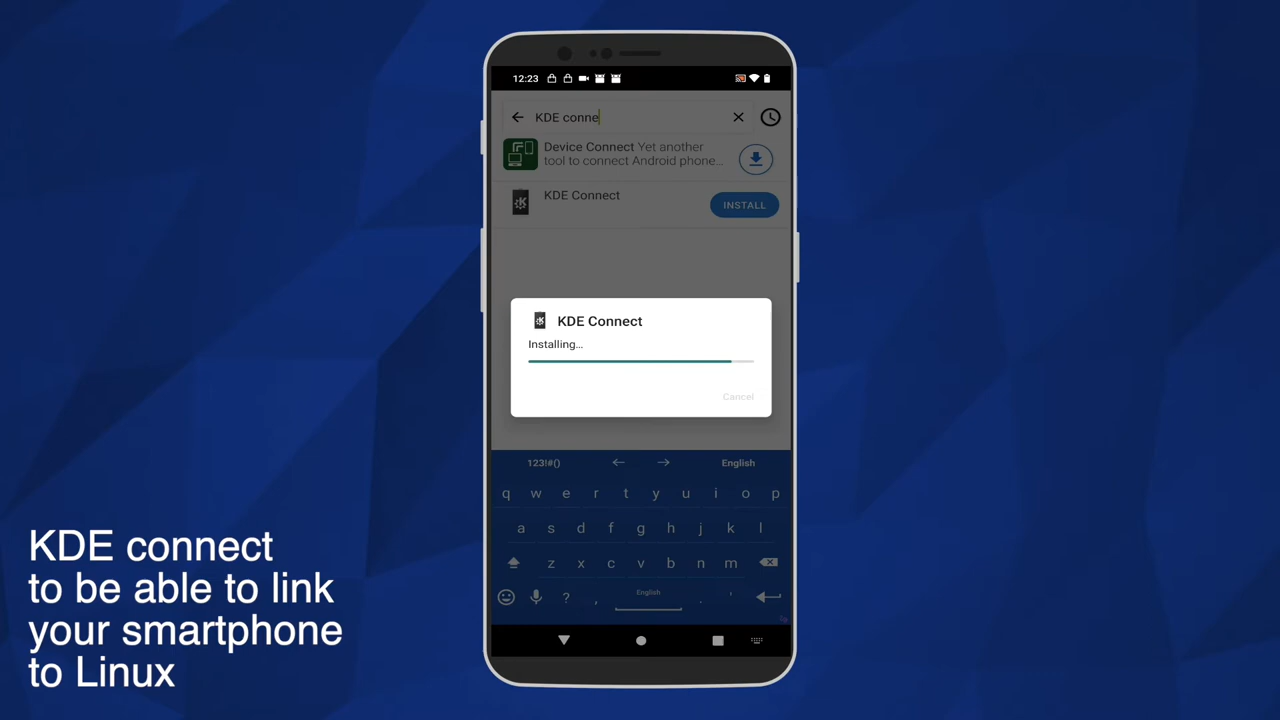 12:23
KDE conne
Device Connect Yet another
tool to connect Android phone...
KDE Connect
INSTALL
KDE Connect
Installing...
Cancel
123!#() ← → English
q w e r t y u i o p
a s d f g h j k l
z x c v b n m
English
? , . '
KDE connect
to be able to link
your smartphone
to Linux